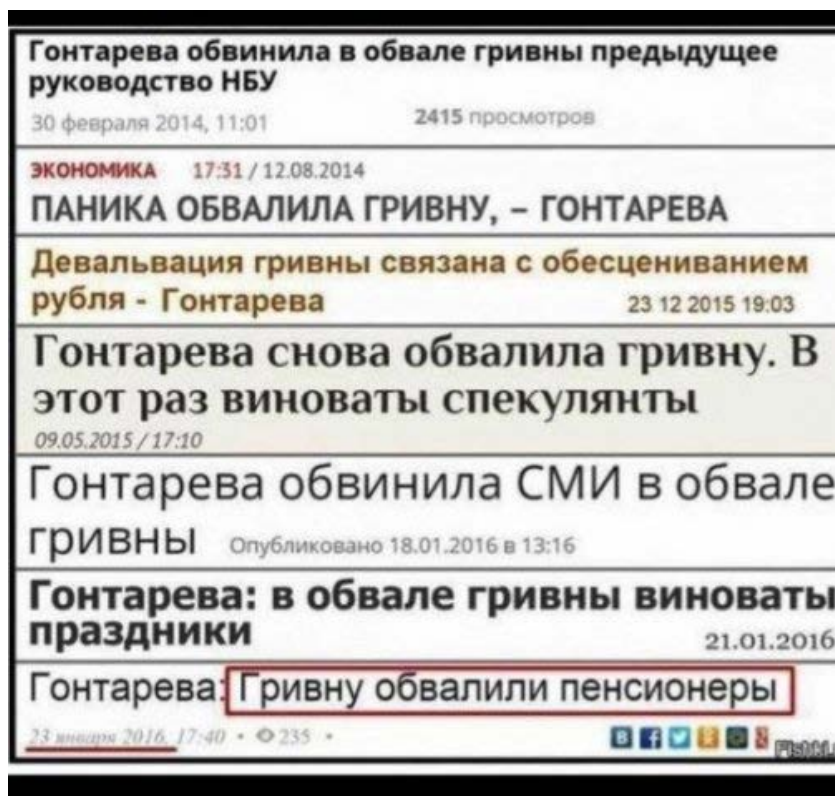 Гонтарева обвинила в обвале гривны предыдущее
руководство НБУ
30 февраля 2014, 11:01 2415 просмотров
ЭКОНОМИКА 17:31 / 12.08.2014
ПАНИКА ОБВАЛИЛА ГРИВНУ, – ГОНТАРЕВА
Девальвация гривны связана с обесцениванием
рубля - Гонтарева 23 12 2015 19:03
Гонтарева снова обвалила гривну. В
этот раз виноваты спекулянты
09.05.2015 / 17:10
Гонтарева обвинила СМИ в обвале
гривны Опубликовано 18.01.2016 в 13:16
Гонтарева: в обвале гривны виноваты
праздники 21.01.2016
Гонтарева: Гривну обвалили пенсионеры
23 января 2016, 17:40 • 235 •